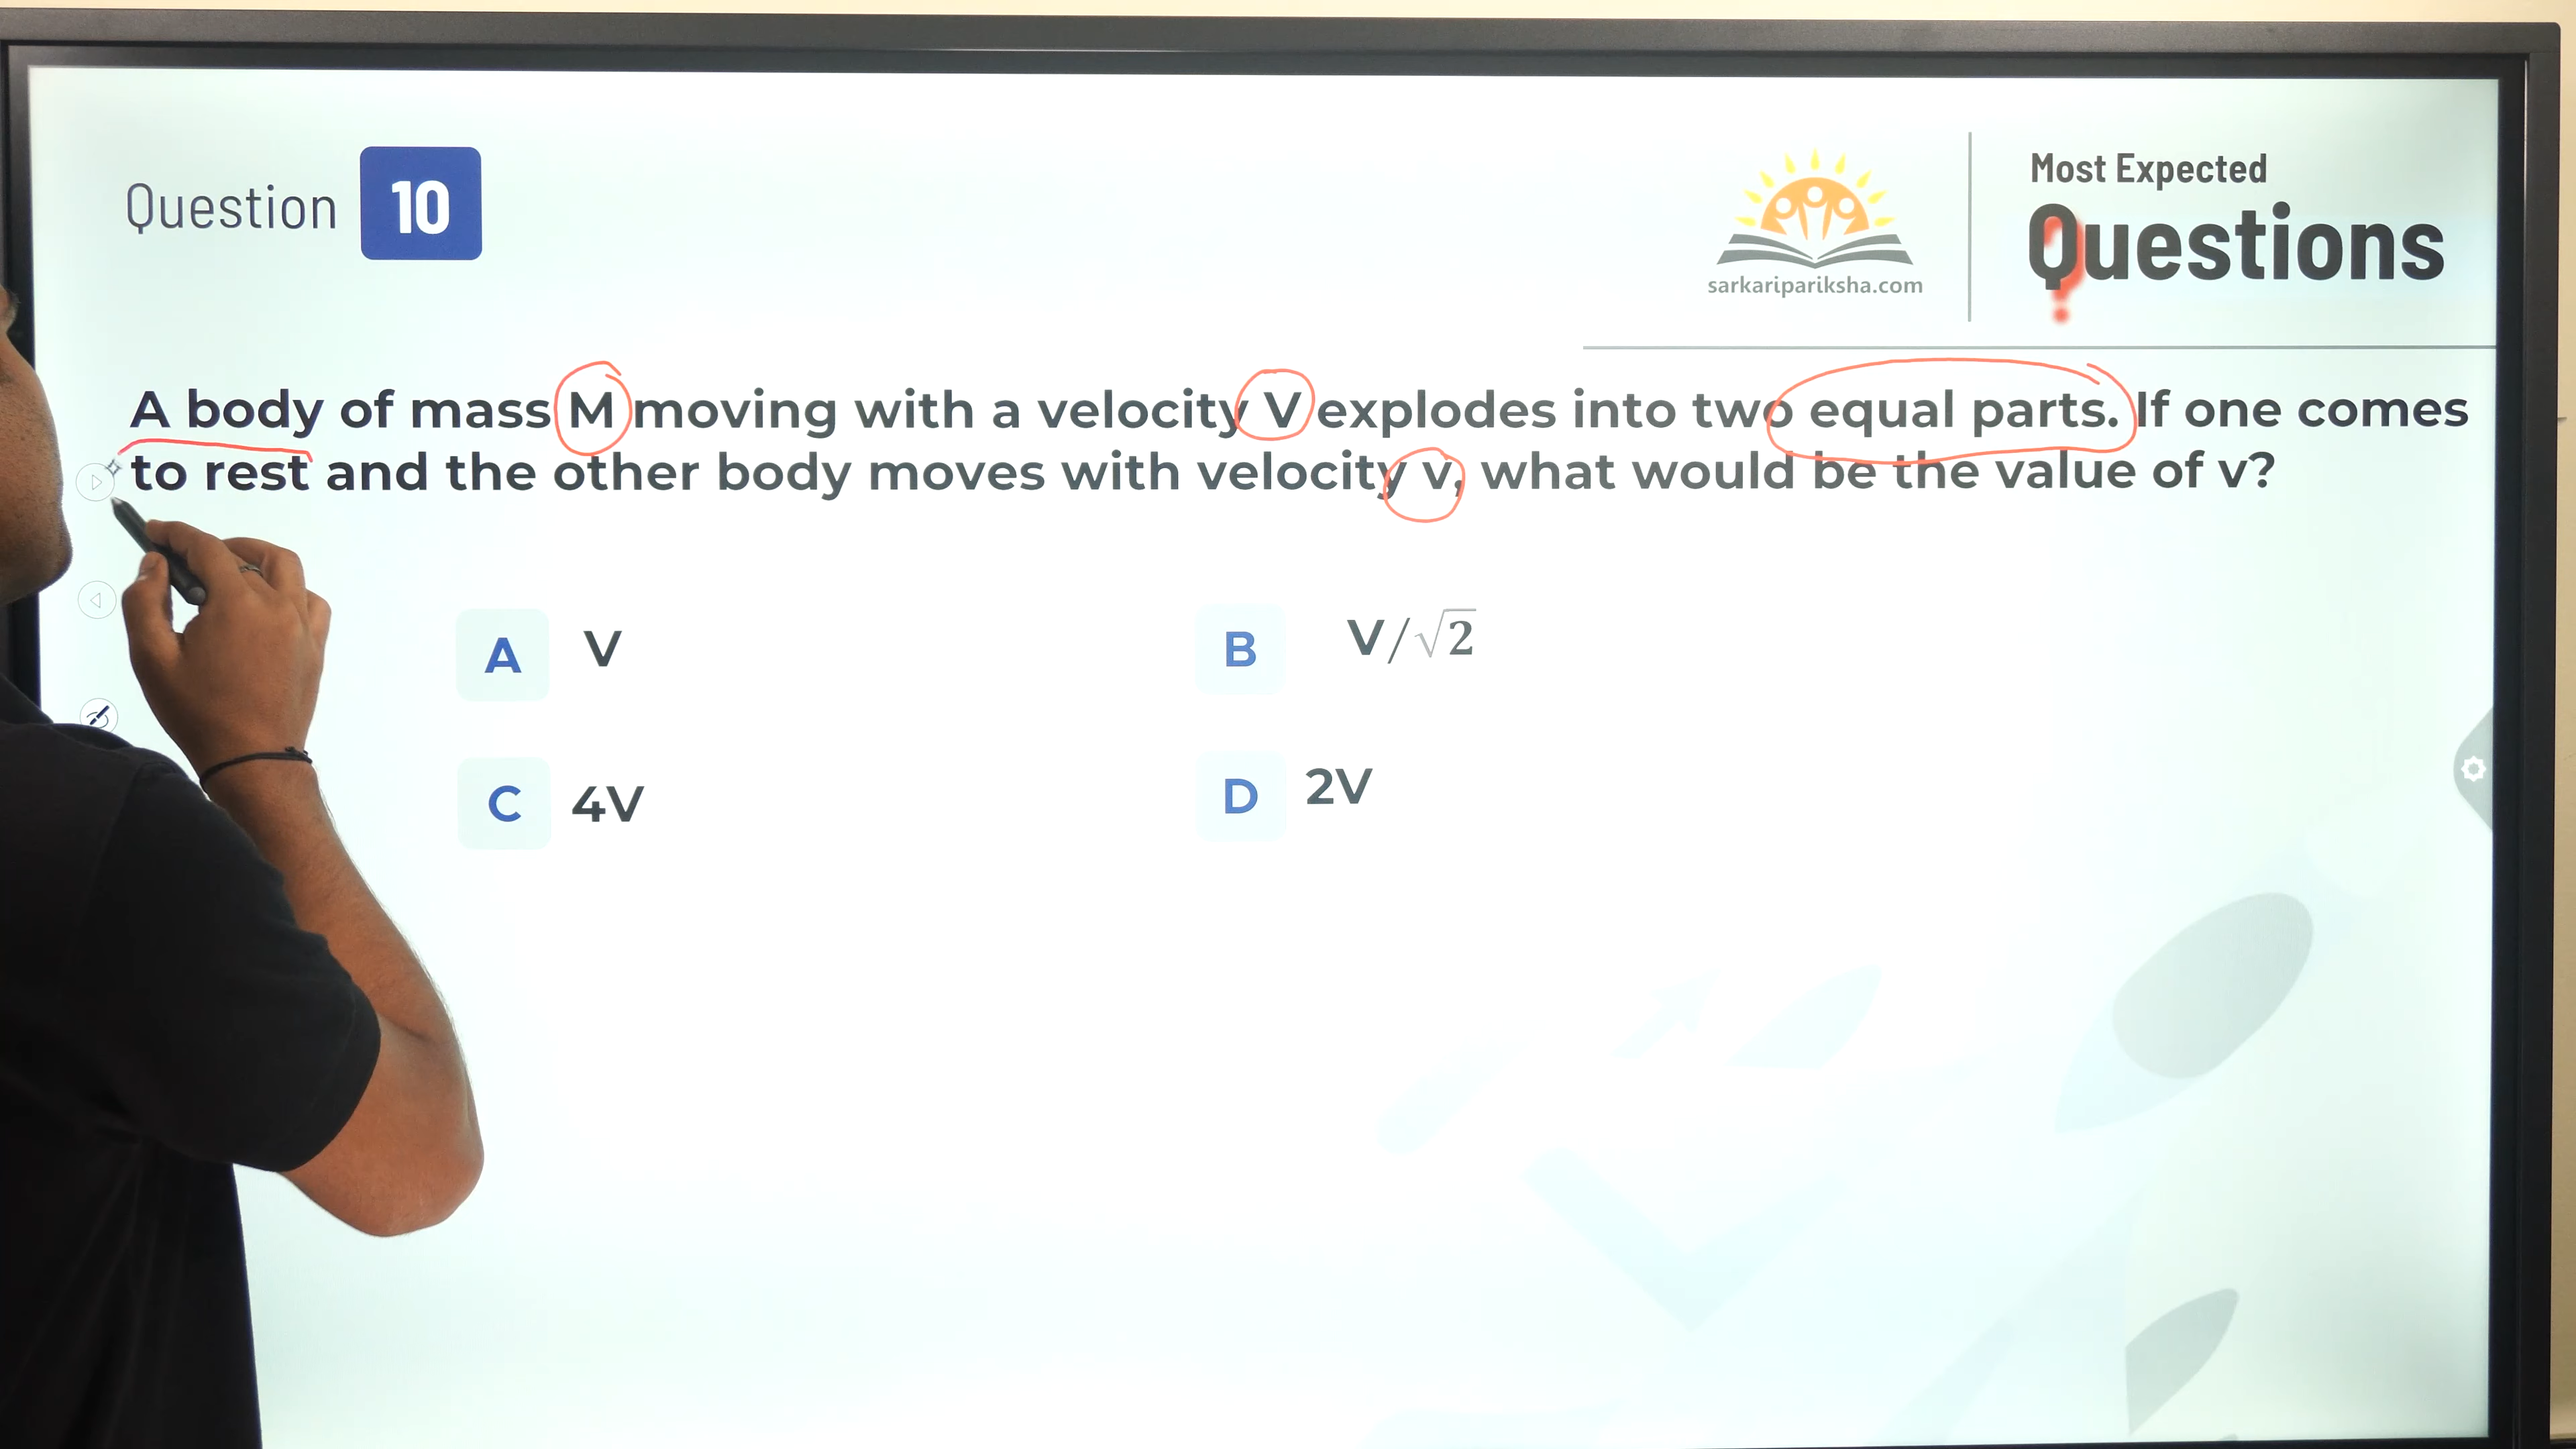 Question 10
sarkaripariksha.com
Most Expected
Questions
A body of mass M moving with a velocity V explodes into two equal parts. If one comes
to rest and the other body moves with velocity v, what would be the value of v?
A V
B V/√2
C 4V
D 2V